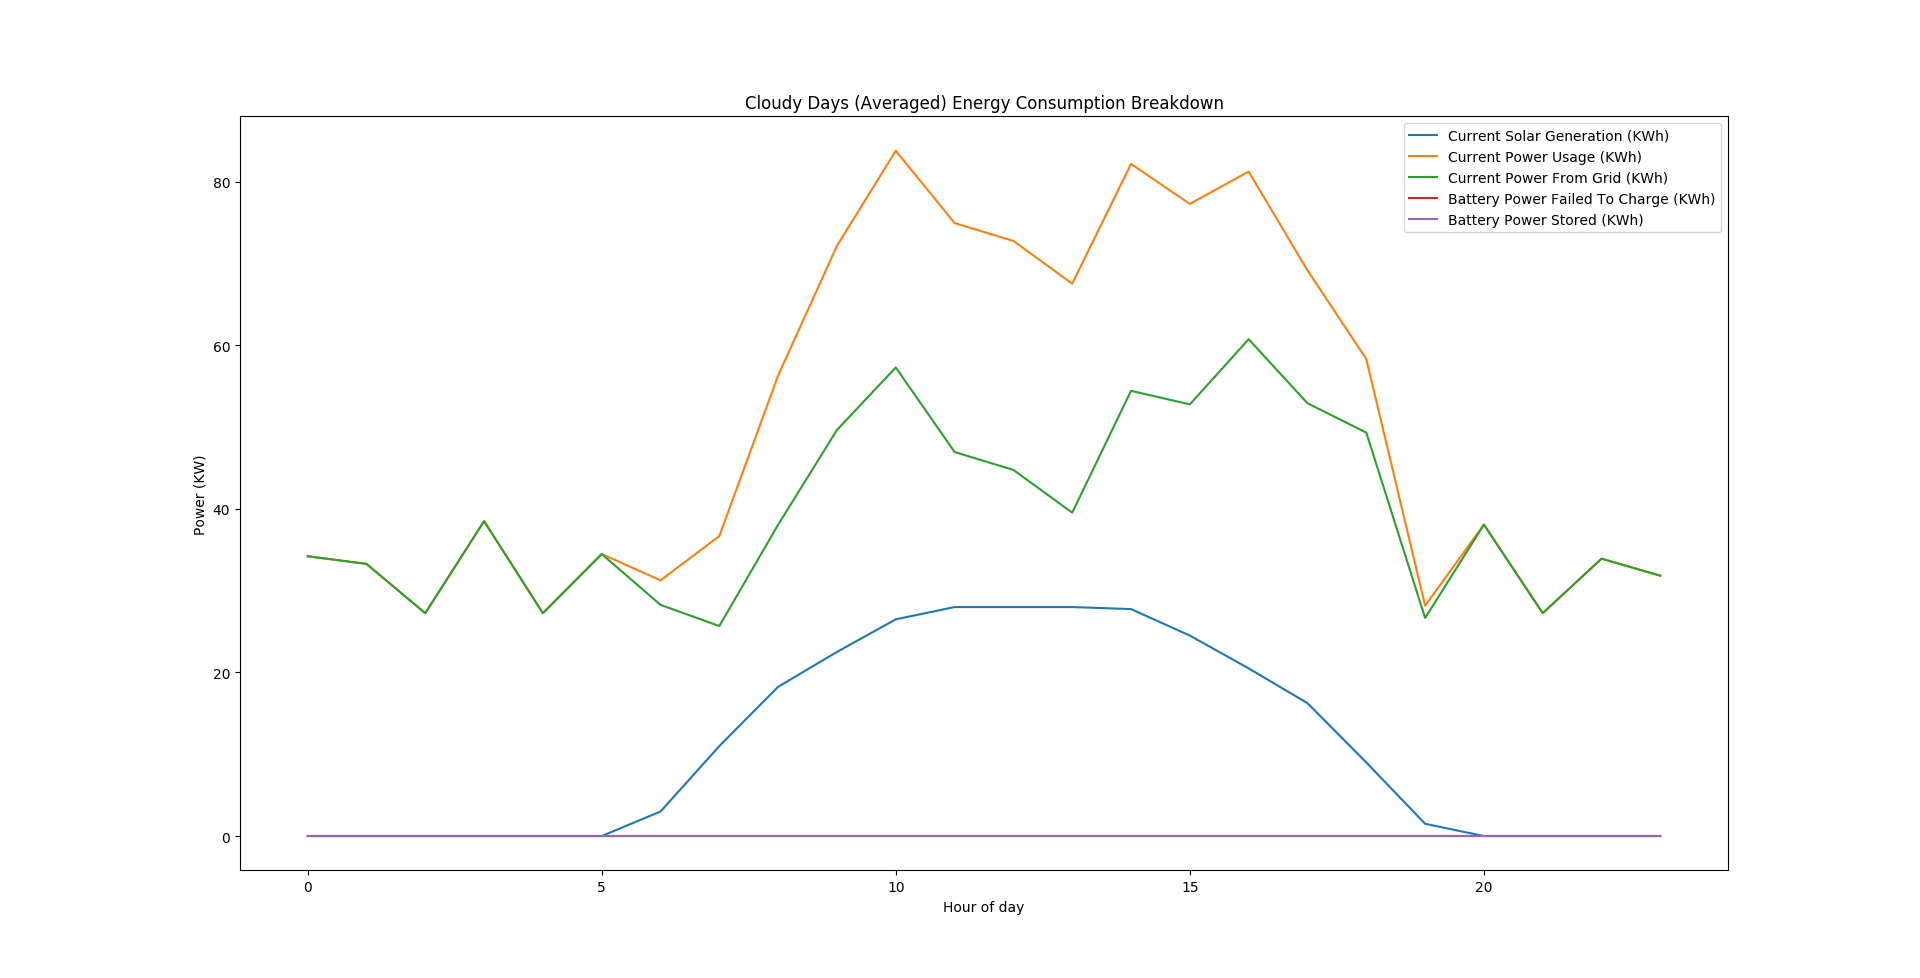 Cloudy Days (Averaged) Energy Consumption Breakdown
Current Solar Generation (KWh)
Current Power Usage (KWh)
Current Power From Grid (KWh)
Battery Power Failed To Charge (KWh)
Battery Power Stored (KWh)
80
60
40
20
0
Power (KW)
0 5 10 15 20
Hour of day